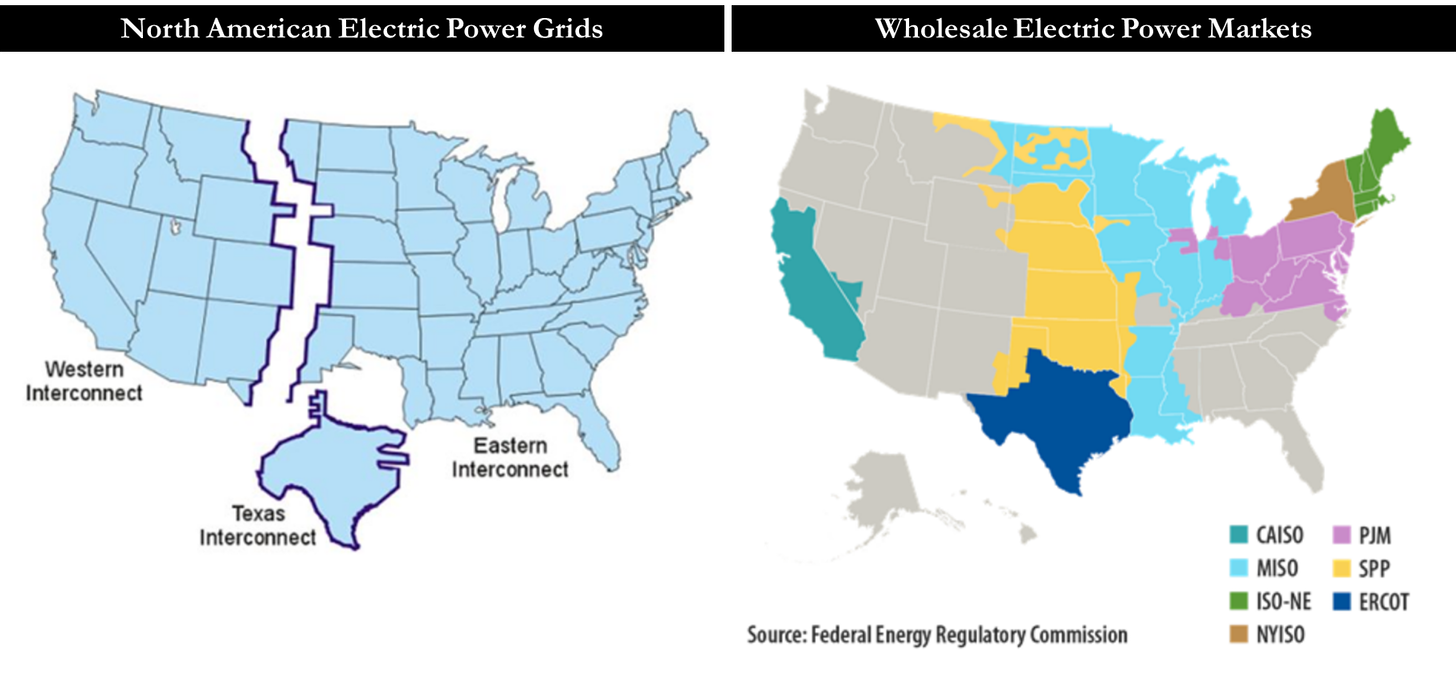 North American Electric Power Grids
Western
Interconnect
Eastern
Interconnect
Texas
Interconnect
Wholesale Electric Power Markets
CAISO
PJM
MISO
SPP
ISO-NE
ERCOT
NYISO
Source: Federal Energy Regulatory Commission